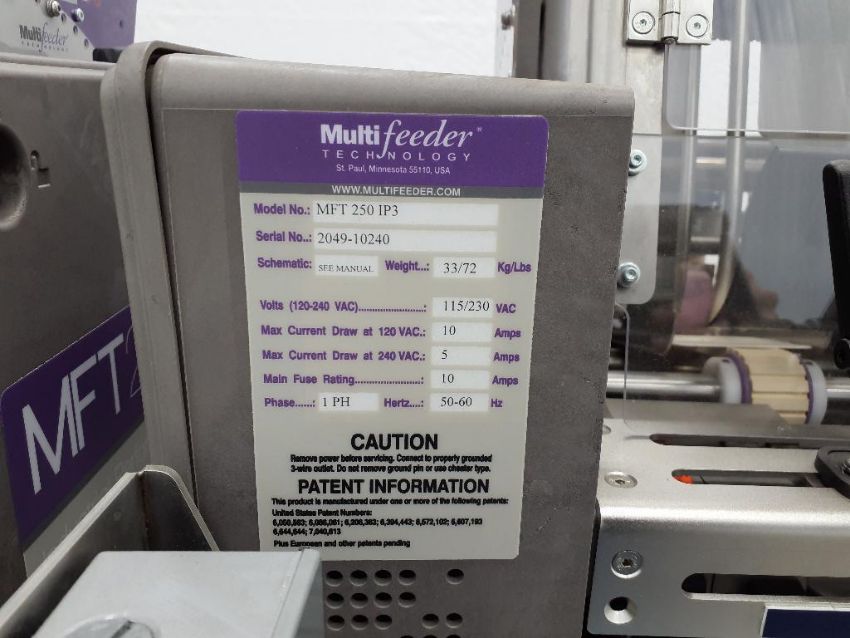 Multifeeder
TECHNOLOGY
Multifeeder®
TECHNOLOGY
St. Paul, Minnesota 55110, USA
WWW.MULTIFEEDER.COM
Model No.: MFT 250 IP3
Serial No..: 2049-10240
Schematic: SEE MANUAL Weight...: 33/72 Kg/Lbs
Volts (120-240 VAC)....................: 115/230 VAC
Max Current Draw at 120 VAC.: 10 Amps
Max Current Draw at 240 VAC.: 5 Amps
Main Fuse Rating.....................: 10 Amps
Phase.....: 1 PH Hertz....: 50-60 Hz
CAUTION
Remove power before servicing. Connect to properly grounded
3-wire outlet. Do not remove ground pin or use cheater type.
PATENT INFORMATION
This product is manufactured under one or more of the following patents:
United States Patent Numbers:
Plus European and other patents pending
MFT